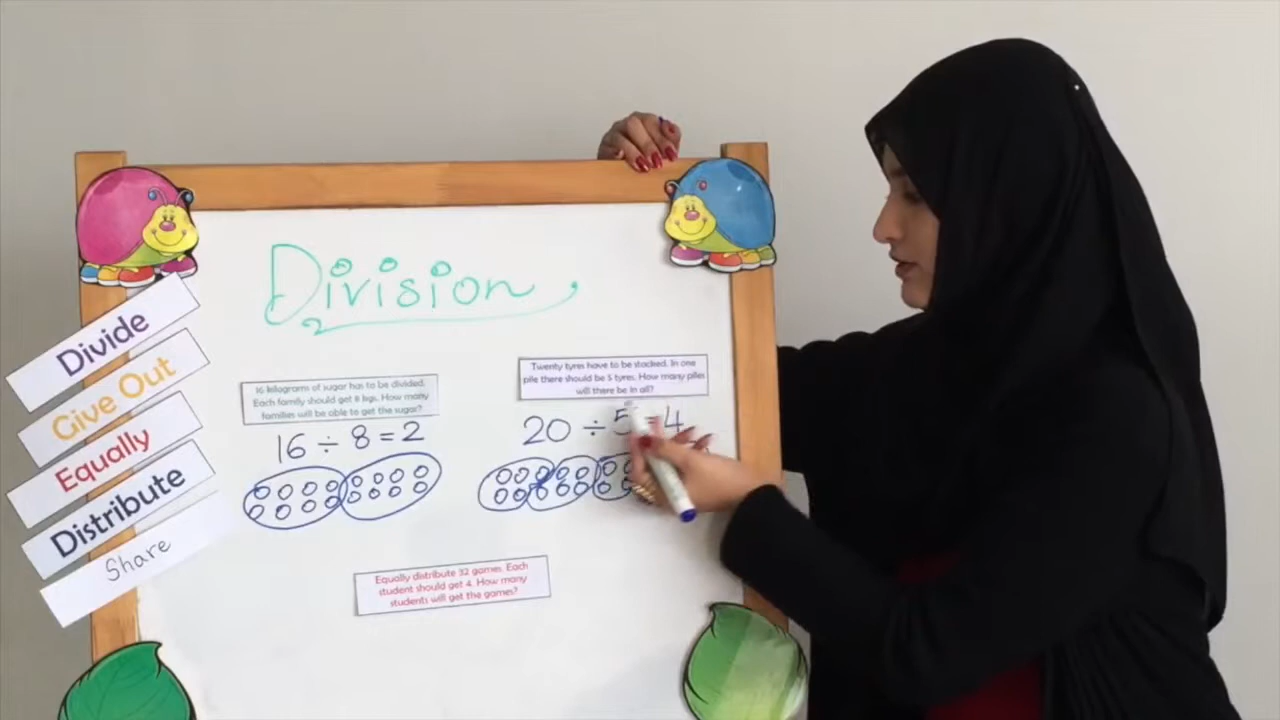 Division
Divide
Give Out
Equally
Distribute
Share
16 kilograms of sugar has to be divided.
Each family should get 8 kgs. How many
families will be able to get the sugar?
16 ÷ 8 = 2
Twenty tyres have to be stacked. In one
pile there should be 5 tyres. How many piles
will there be in all?
20 ÷ 5 = 4
Equally distribute 32 games. Each
student should get 4. How many
students will get the games?